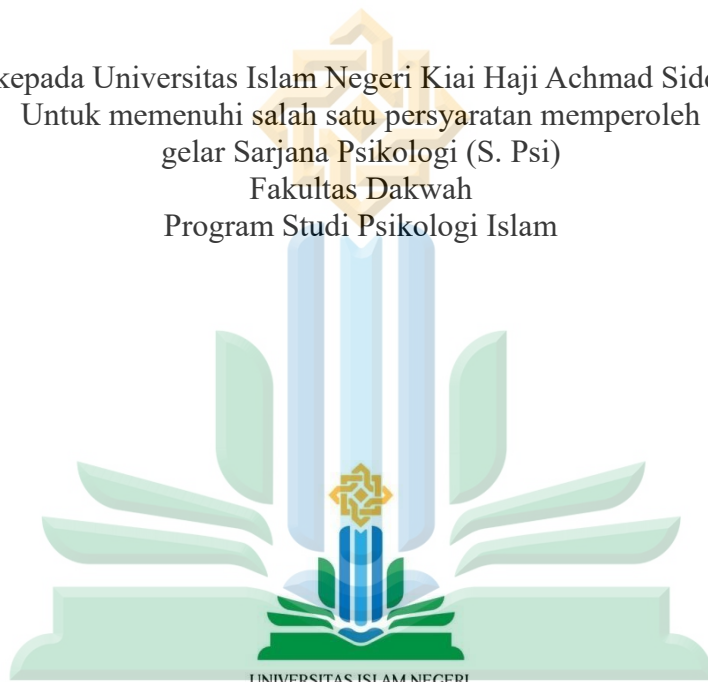 kepada Universitas Islam Negeri Kiai Haji Achmad
Untuk memenuhi salah satu persyaratan memperoleh
gelar Sarjana Psikologi (S. Psi)
Fakultas Dakwah
Program Studi Psikologi Islam
UNIVERSITAS ISLAM NEGERI